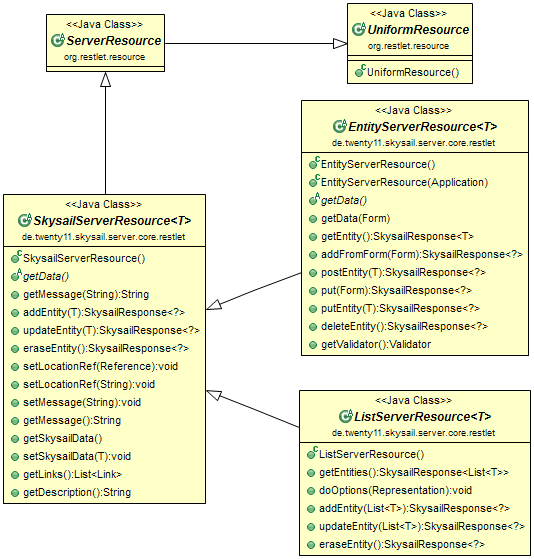 <<Java Class>>
ServerResource
org.restlet.resource
<<Java Class>>
UniformResource
org.restlet.resource
UniformResource()
<<Java Class>>
EntityServerResource<T>
de.twenty11.skysail.server.core.restlet
EntityServerResource()
EntityServerResource(Application)
getData()
getData(Form)
getEntity():SkysailResponse<T>
addFromForm(Form):SkysailResponse<?>
postEntity(T):SkysailResponse<?>
put(Form):SkysailResponse<?>
putEntity(T):SkysailResponse<?>
deleteEntity():SkysailResponse<?>
getValidator():Validator
<<Java Class>>
SkysailServerResource<T>
de.twenty11.skysail.server.core.restlet
SkysailServerResource()
getData()
getMessage(String):String
addEntity(T):SkysailResponse<?>
updateEntity(T):SkysailResponse<?>
eraseEntity():SkysailResponse<?>
setLocationRef(Reference):void
setLocationRef(String):void
setMessage(String):void
getMessage():String
getSkysailData()
setSkysailData(T):void
getLinks():List<Link>
getDescription():String
<<Java Class>>
ListServerResource<T>
de.twenty11.skysail.server.core.restlet
ListServerResource()
getEntities():SkysailResponse<List<T>>
doOptions(Representation):void
addEntity(List<T>):SkysailResponse<?>
updateEntity(List<T>):SkysailResponse<?>
eraseEntity():SkysailResponse<?>